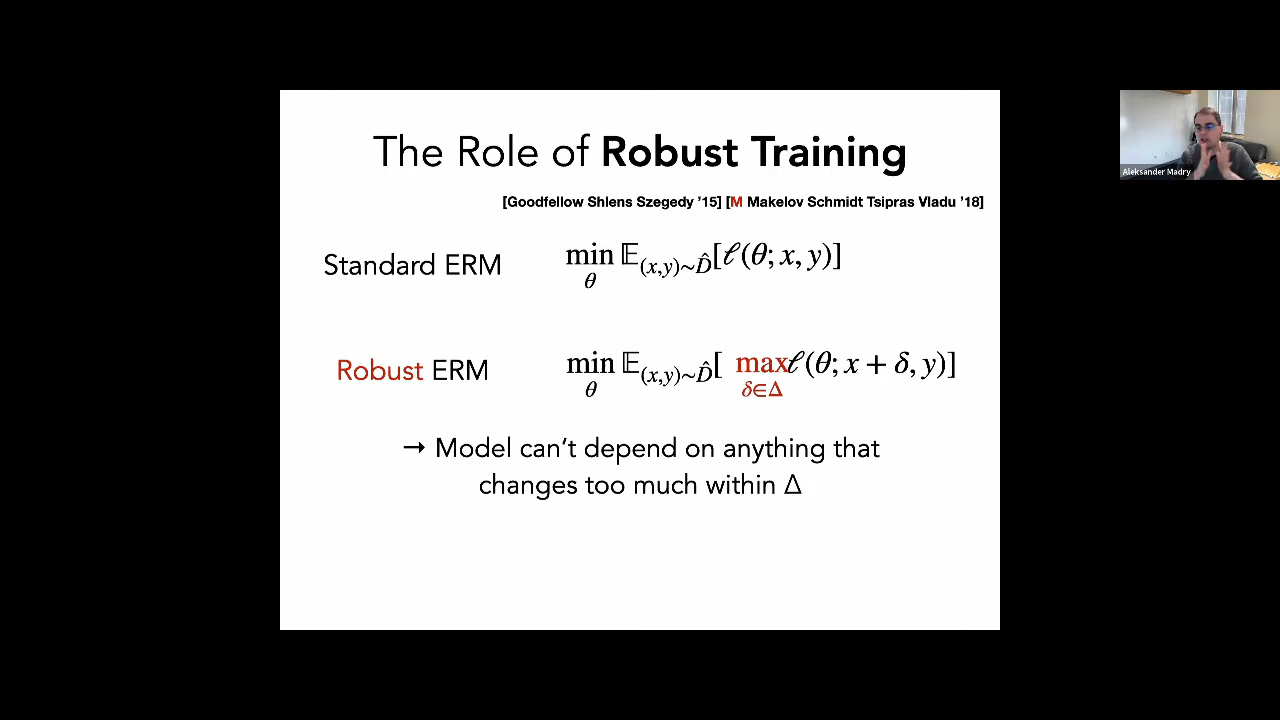 The Role of Robust Training
[Goodfellow Shlens Szegedy ’15] [M Makelov Schmidt Tsipras Vladu ’18]
Standard ERM min_θ 𝔼_{(x,y)∼D̂}[ℓ(θ; x, y)]
Robust ERM min_θ 𝔼_{(x,y)∼D̂}[ max_{δ∈Δ} ℓ(θ; x + δ, y)]
→ Model can’t depend on anything that
changes too much within Δ
Aleksander Madry